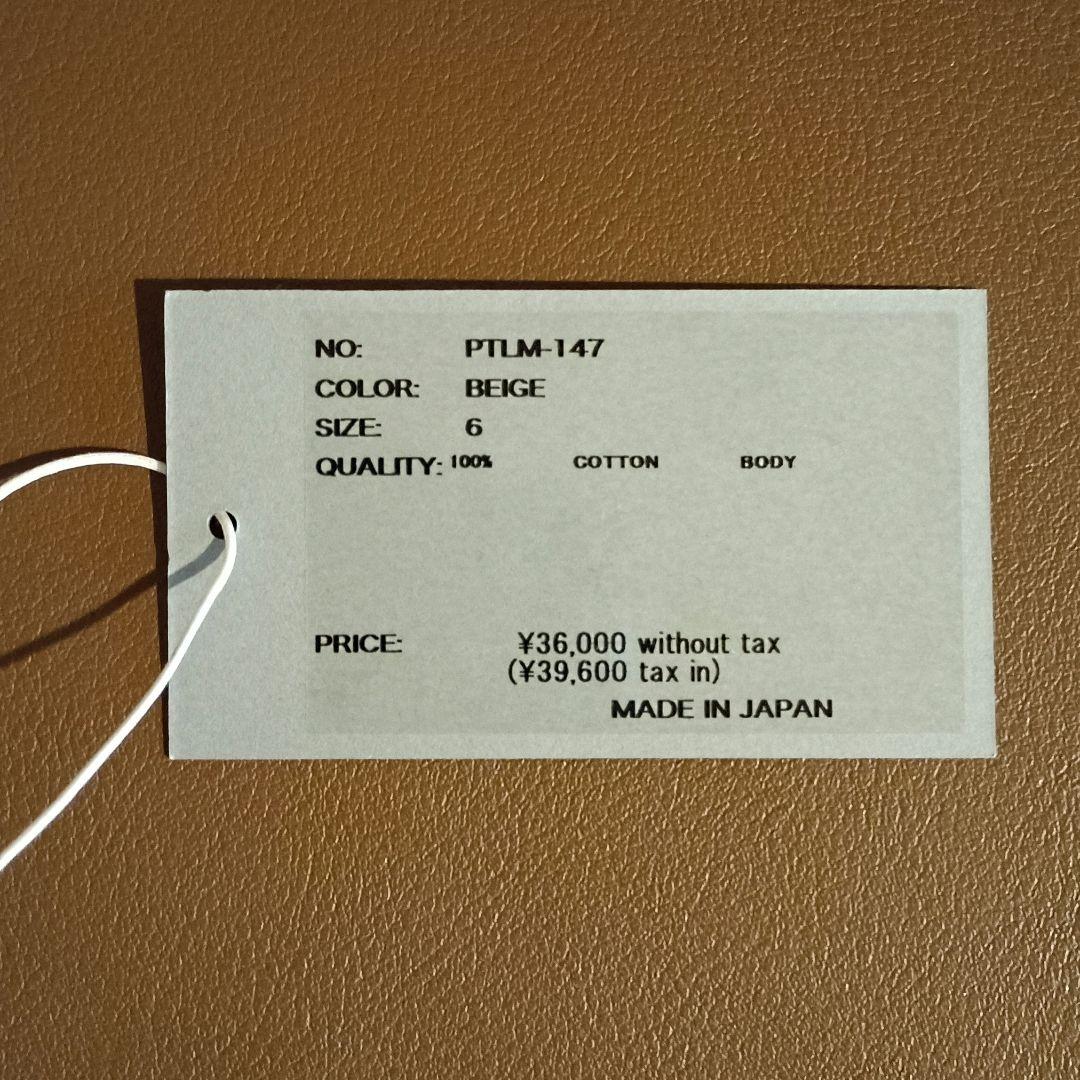 NO: PTLM-147
COLOR: BEIGE
SIZE: 6
QUALITY: 100% COTTON BODY
PRICE: ¥36,000 without tax
(¥39,600 tax in)
MADE IN JAPAN